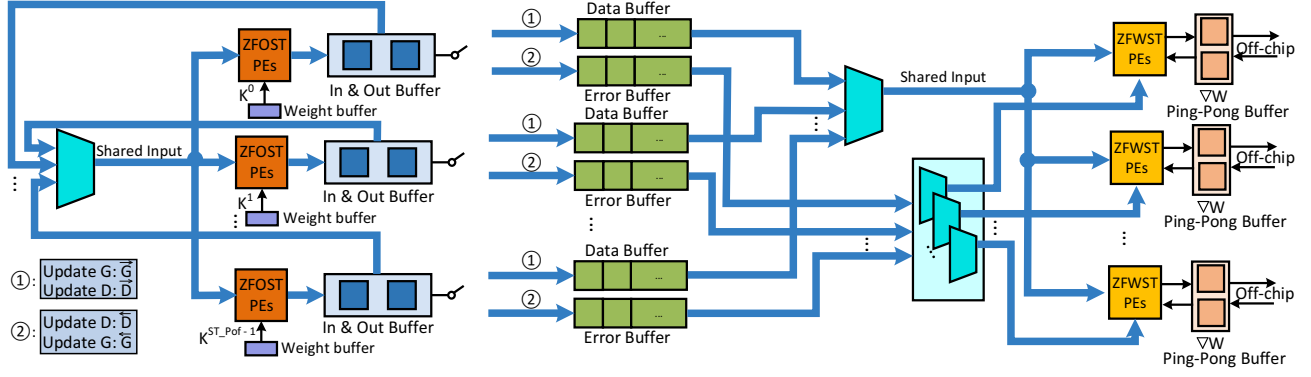 ZFOST
PEs
In & Out Buffer
K0
Weight buffer
Shared Input
ZFOST
PEs
In & Out Buffer
K1
Weight buffer
...
...
ZFOST
PEs
In & Out Buffer
KST_Pof - 1
Weight buffer
①:
Update G: G
Update D: D
②:
Update D: D
Update G: G
①
Data Buffer
...
②
...
Error Buffer
Data Buffer
①
...
②
...
Error Buffer
...
Data Buffer
①
...
②
...
Error Buffer
...
Shared Input
...
...
...
ZFWST
PEs
Off-chip
▽W
Ping-Pong Buffer
ZFWST
PEs
Off-chip
▽W
Ping-Pong Buffer
...
ZFWST
PEs
Off-chip
▽W
Ping-Pong Buffer